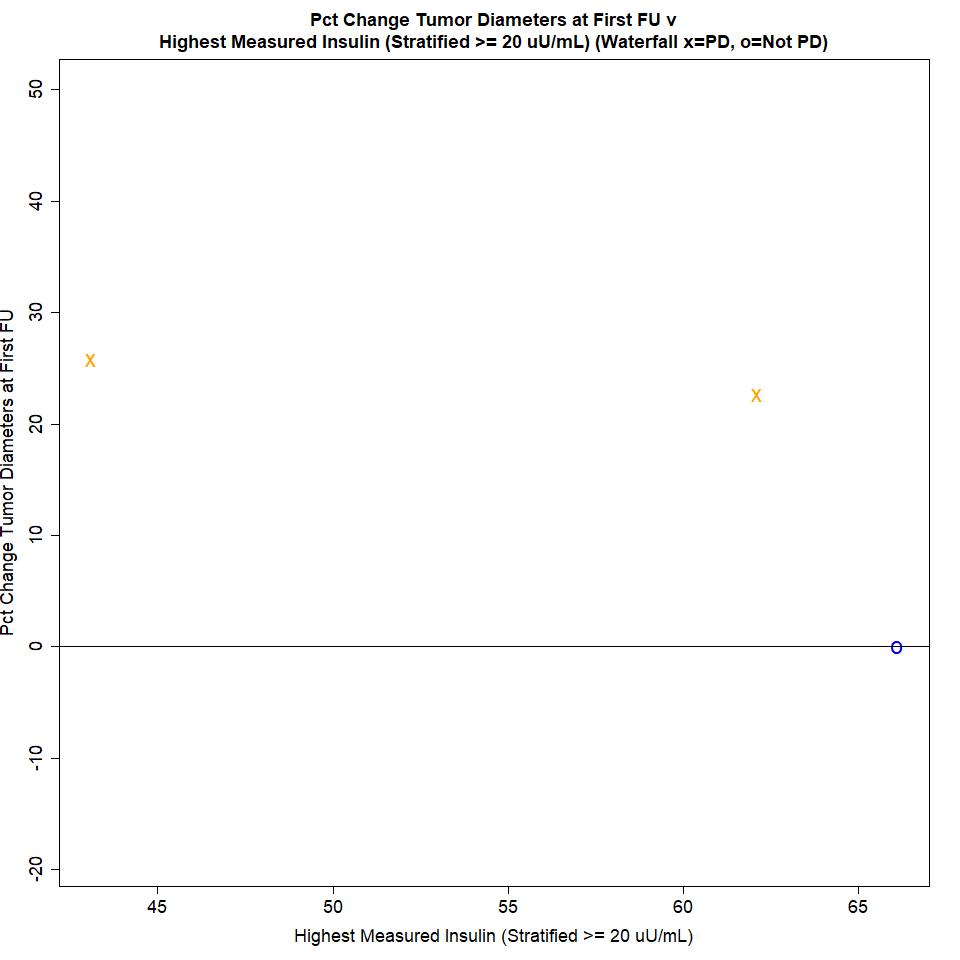 Pct Change Tumor Diameters at First FU v
Highest Measured Insulin (Stratified >= 20 uU/mL) (Waterfall x=PD, o=Not PD)
Pct Change Tumor Diameters at First FU
50
40
30
20
10
0
-10
-20
X
X
O
45
50
55
60
65
Highest Measured Insulin (Stratified >= 20 uU/mL)